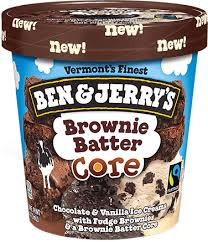 New! New! New!
Vermont's Finest
BEN & JERRY'S
Brownie
Batter
Core
Chocolate & Vanilla Ice Creams
with Fudge Brownies
& a Brownie Batter Core